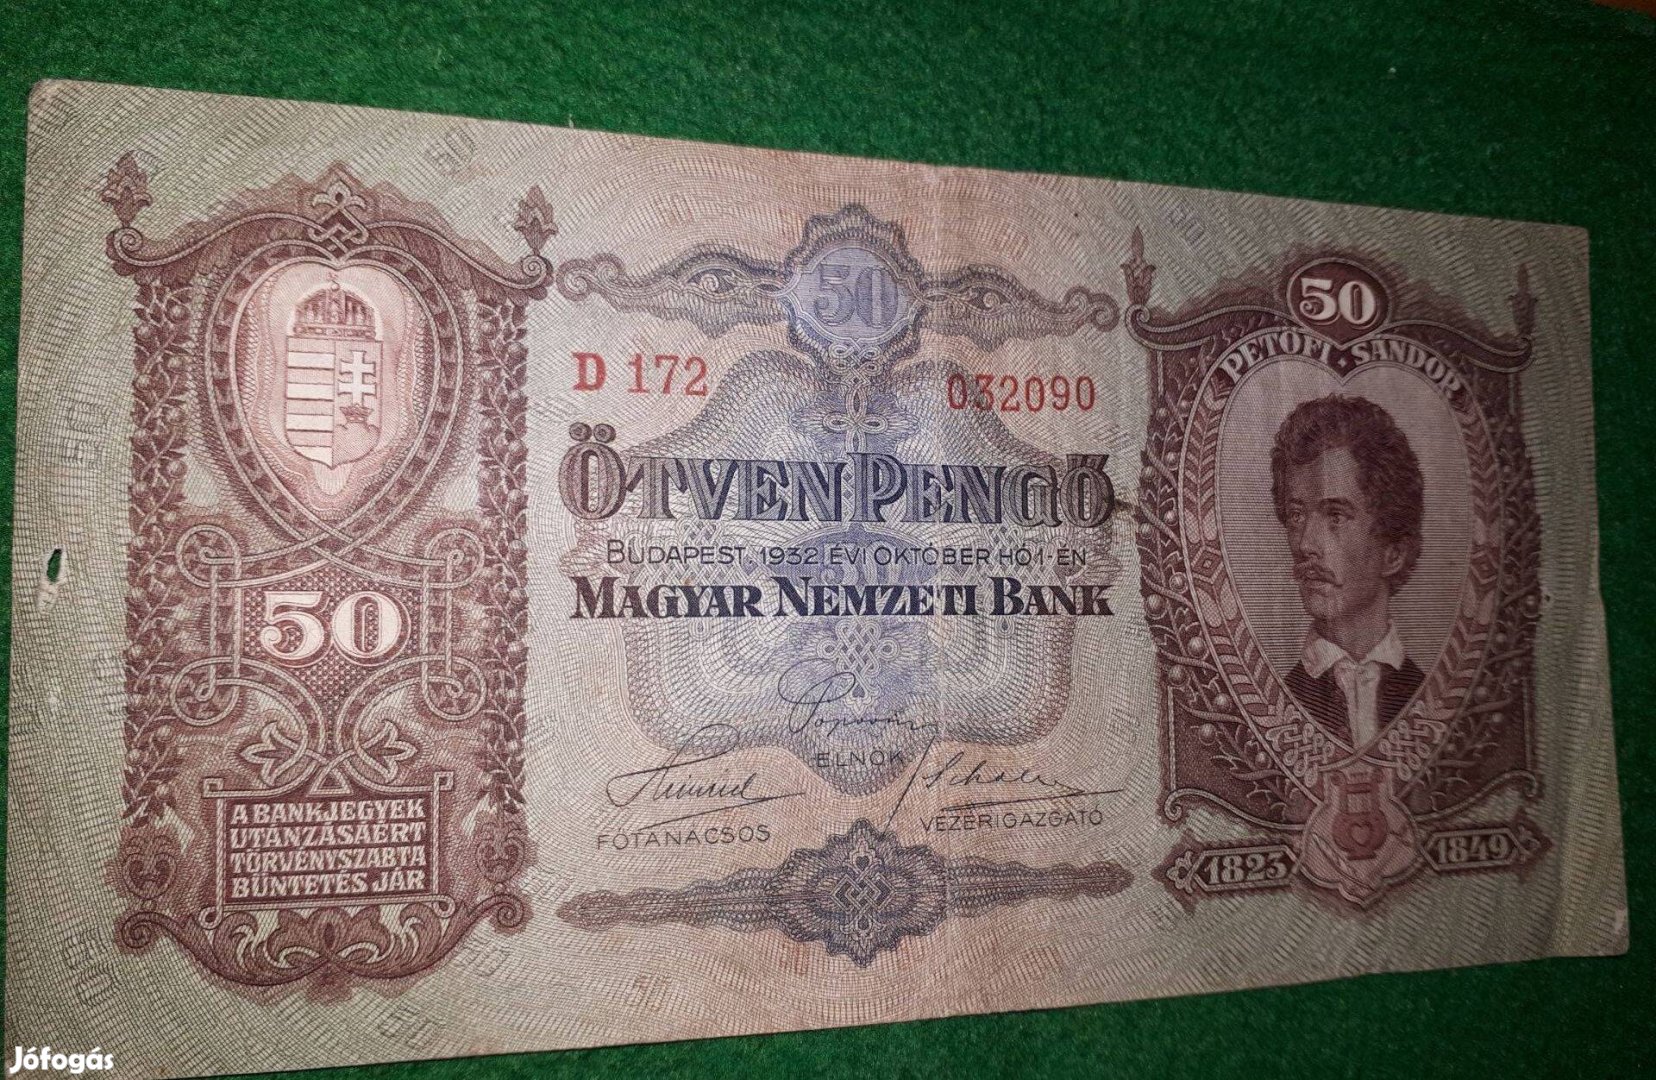 50
50
PETŐFI · SÁNDOR
D 172
032090
ÖTVEN PENGŐ
BUDAPEST, 1932. ÉVI OKTÓBER HÓ 1-ÉN
MAGYAR NEMZETI BANK
50
ELNÖK
FŐTANÁCSOS
VEZÉRIGAZGATÓ
A BANKJEGYEK
UTÁNZÁSÁÉRT
TÖRVÉNYSZABTA
BÜNTETÉS JÁR
1823
1849
Jófogás